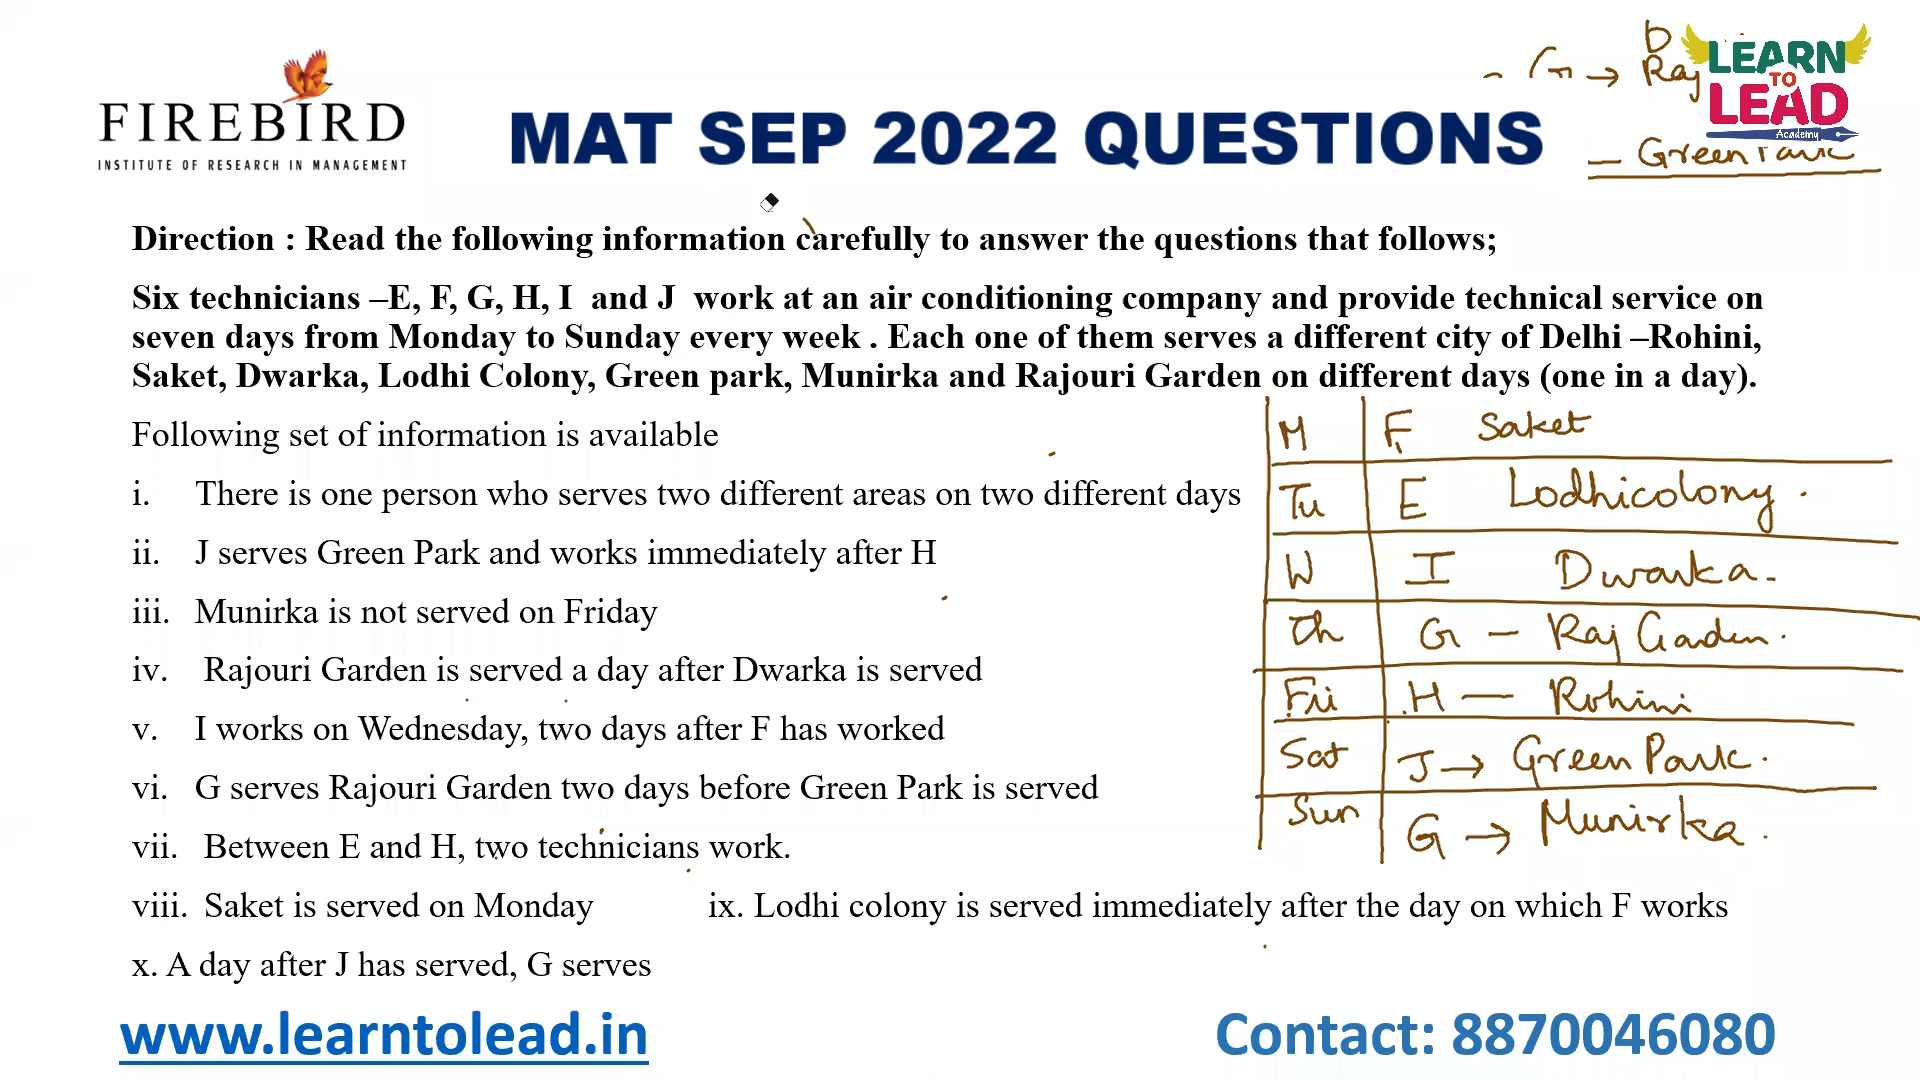 D
G → Raj
LEARN
TO
LEAD
Academy
FIREBIRD
INSTITUTE OF RESEARCH IN MANAGEMENT
MAT SEP 2022 QUESTIONS
— Green Park
Direction : Read the following information carefully to answer the questions that follows;
Six technicians –E, F, G, H, I and J work at an air conditioning company and provide technical service on
seven days from Monday to Sunday every week . Each one of them serves a different city of Delhi –Rohini,
Saket, Dwarka, Lodhi Colony, Green park, Munirka and Rajouri Garden on different days (one in a day).
Following set of information is available
i. There is one person who serves two different areas on two different days
ii. J serves Green Park and works immediately after H
iii. Munirka is not served on Friday
iv. Rajouri Garden is served a day after Dwarka is served
v. I works on Wednesday, two days after F has worked
vi. G serves Rajouri Garden two days before Green Park is served
vii. Between E and H, two technicians work.
viii. Saket is served on Monday ix. Lodhi colony is served immediately after the day on which F works
x. A day after J has served, G serves
M F Saket
Tu E Lodhicolony.
W I Dwarka.
Th G – Raj Garden.
Fri H — Rohini
Sat J → Green Park.
Sun G → Munirka.
www.learntolead.in
Contact: 8870046080